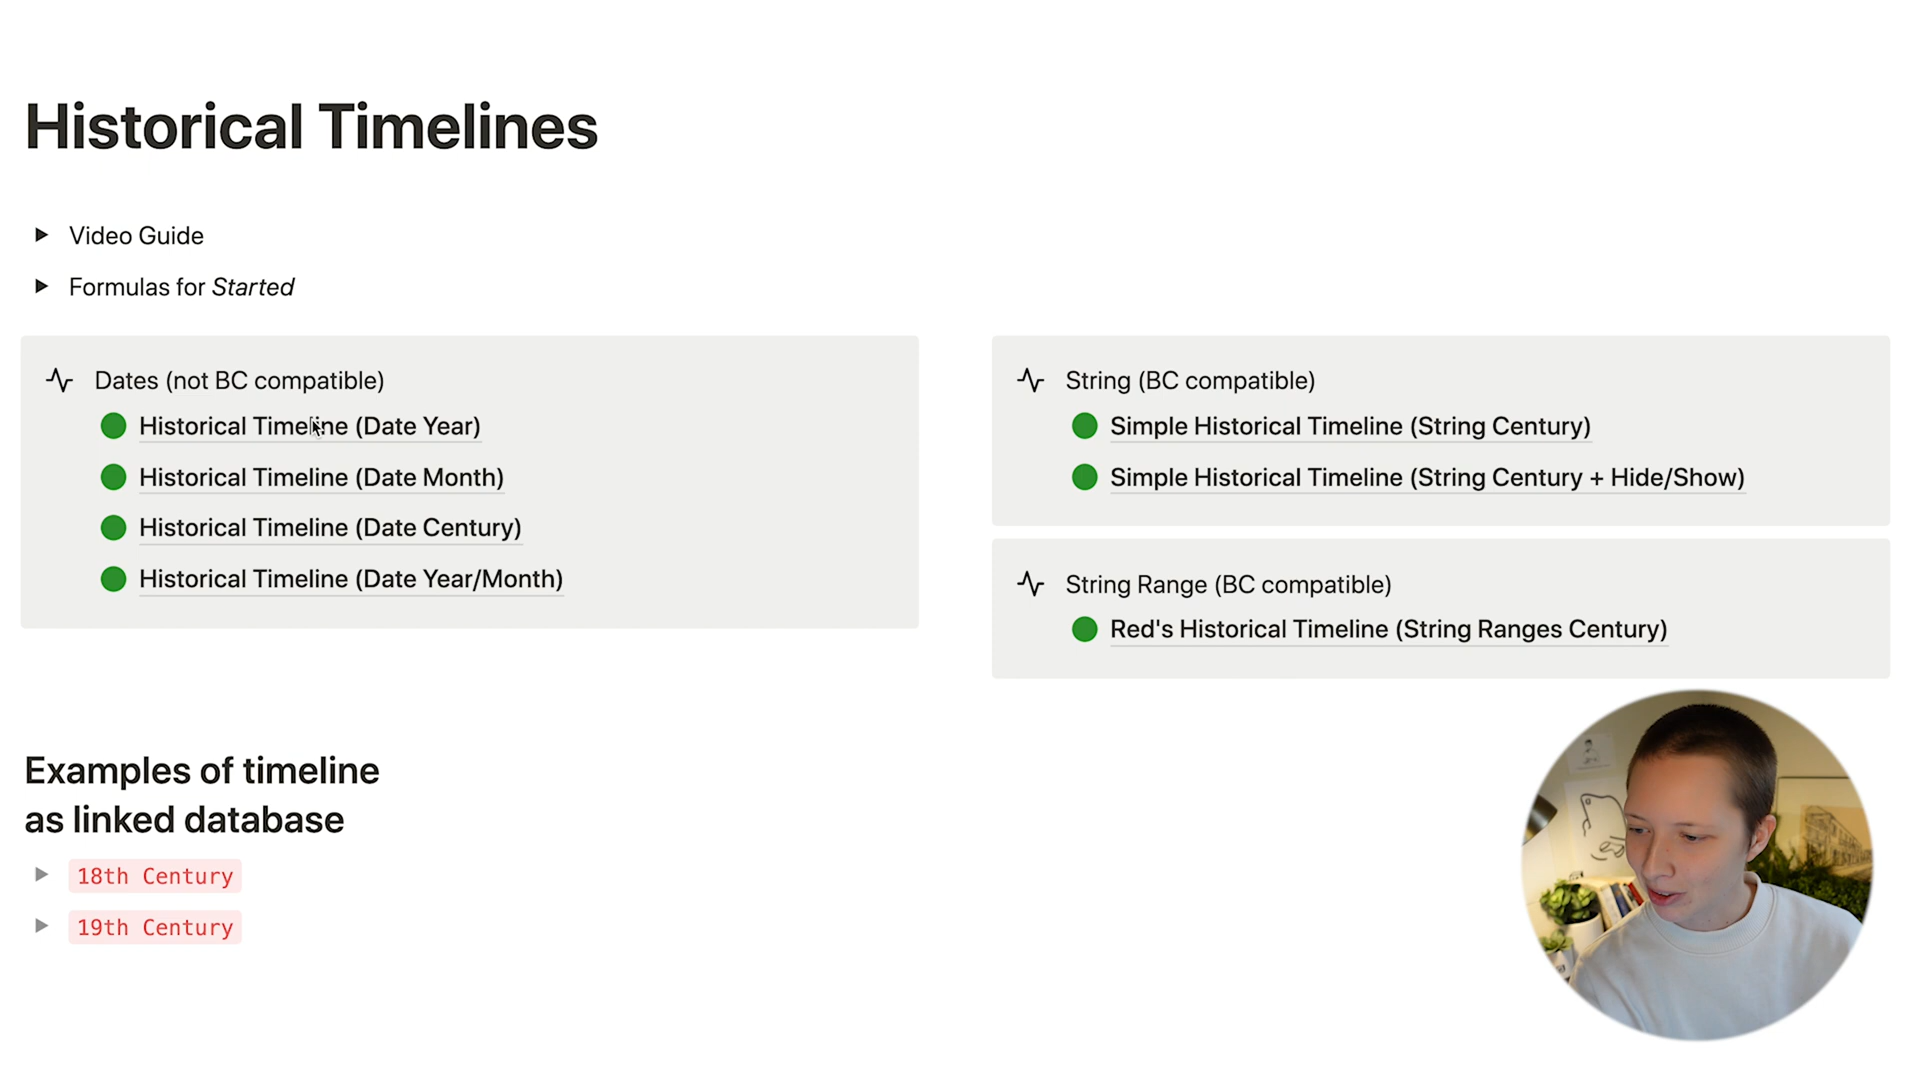 Historical Timelines
Video Guide
Formulas for Started
Dates (not BC compatible)
Historical Timeline (Date Year)
Historical Timeline (Date Month)
Historical Timeline (Date Century)
Historical Timeline (Date Year/Month)
String (BC compatible)
Simple Historical Timeline (String Century)
Simple Historical Timeline (String Century + Hide/Show)
String Range (BC compatible)
Red's Historical Timeline (String Ranges Century)
Examples of timeline
as linked database
18th Century
19th Century